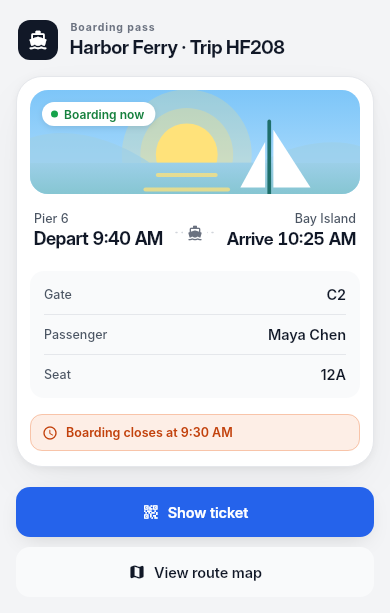 Boarding pass
Harbor Ferry · Trip HF208
Boarding now
Pier 6
Depart 9:40 AM
Bay Island
Arrive 10:25 AM
Gate C2
Passenger Maya Chen
Seat 12A
Boarding closes at 9:30 AM
Show ticket
View route map